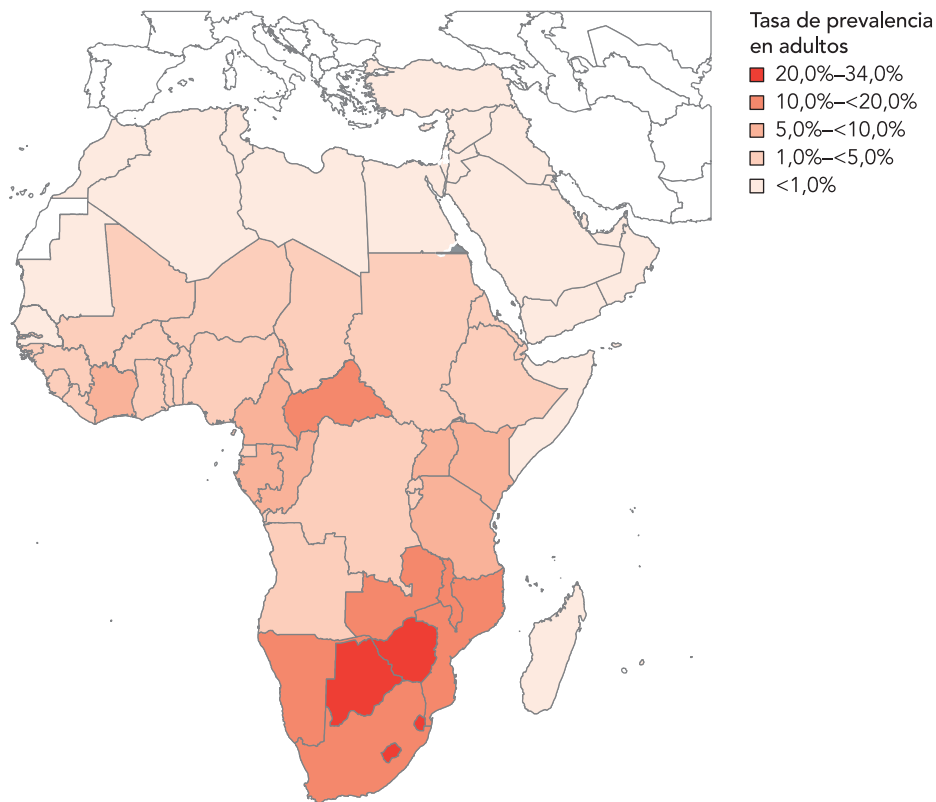 Tasa de prevalencia
en adultos
20,0%–34,0%
10,0%–<20,0%
5,0%–<10,0%
1,0%–<5,0%
<1,0%